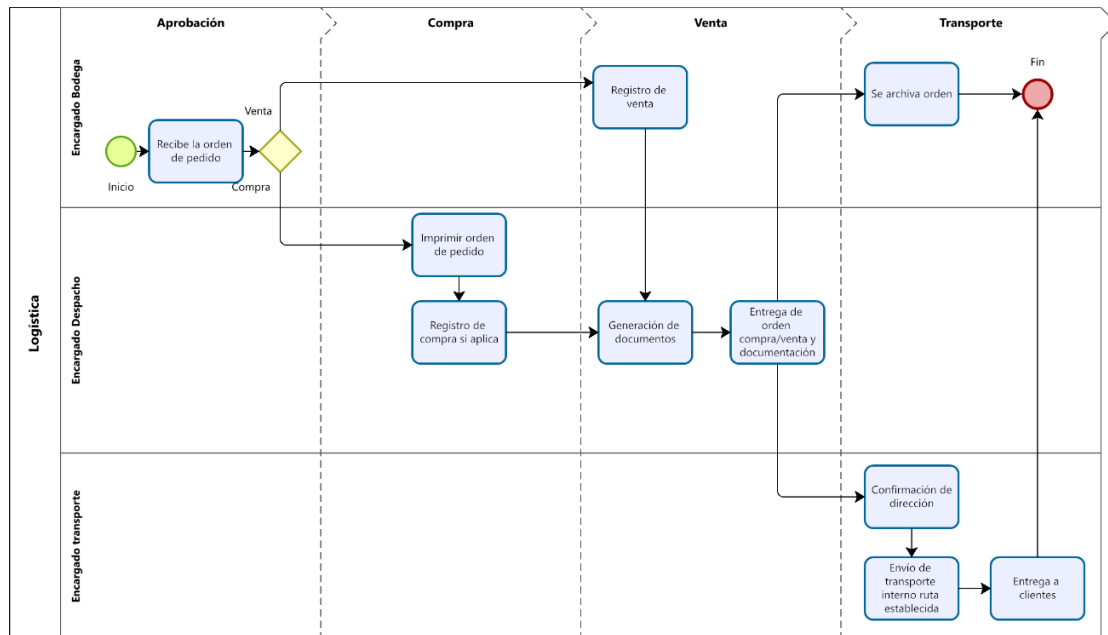 Aprobación
Compra
Venta
Transporte
Logística
Encargado Bodega
Encargado Despacho
Encargado transporte
Inicio
Recibe la orden
de pedido
Venta
Compra
Registro de
venta
Se archiva orden
Fin
Imprimir orden
de pedido
Registro de
compra si aplica
Generación de
documentos
Entrega de
orden
compra/venta y
documentación
Confirmación de
dirección
Envío de
transporte
interno ruta
establecida
Entrega a
clientes